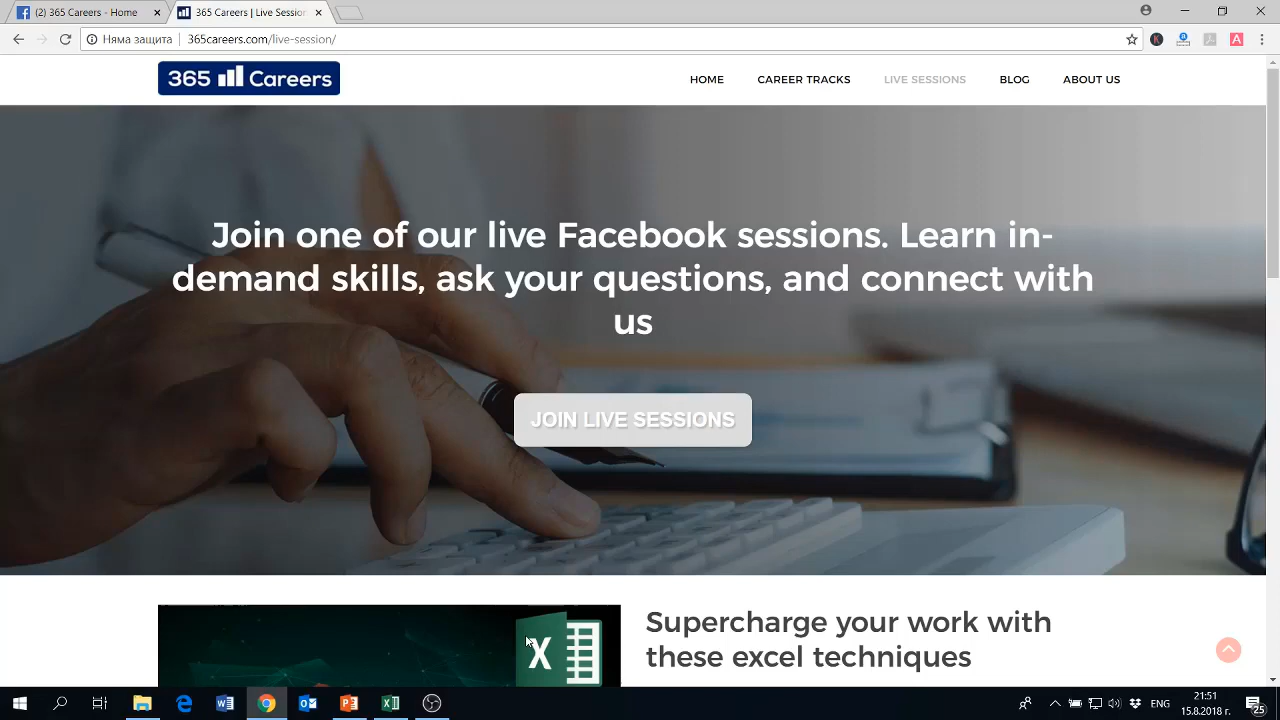 (2) 365 Careers - Home
365 Careers | Live Session
Няма защита
365careers.com/live-session/
365 Careers
HOME
CAREER TRACKS
LIVE SESSIONS
BLOG
ABOUT US
Join one of our live Facebook sessions. Learn in-
demand skills, ask your questions, and connect with
us
JOIN LIVE SESSIONS
Supercharge your work with
these excel techniques
X
ENG
21:51
15.8.2018 г.
25